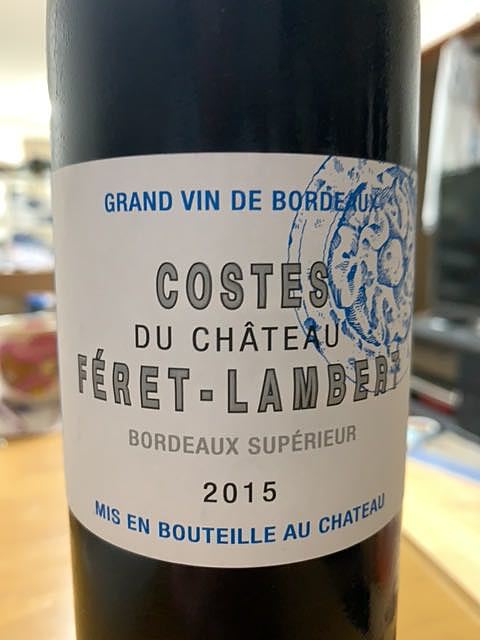 GRAND VIN DE BORDEAUX
COSTES
DU CHÂTEAU
FÉRET-LAMBERT
BORDEAUX SUPÉRIEUR
2015
MIS EN BOUTEILLE AU CHATEAU